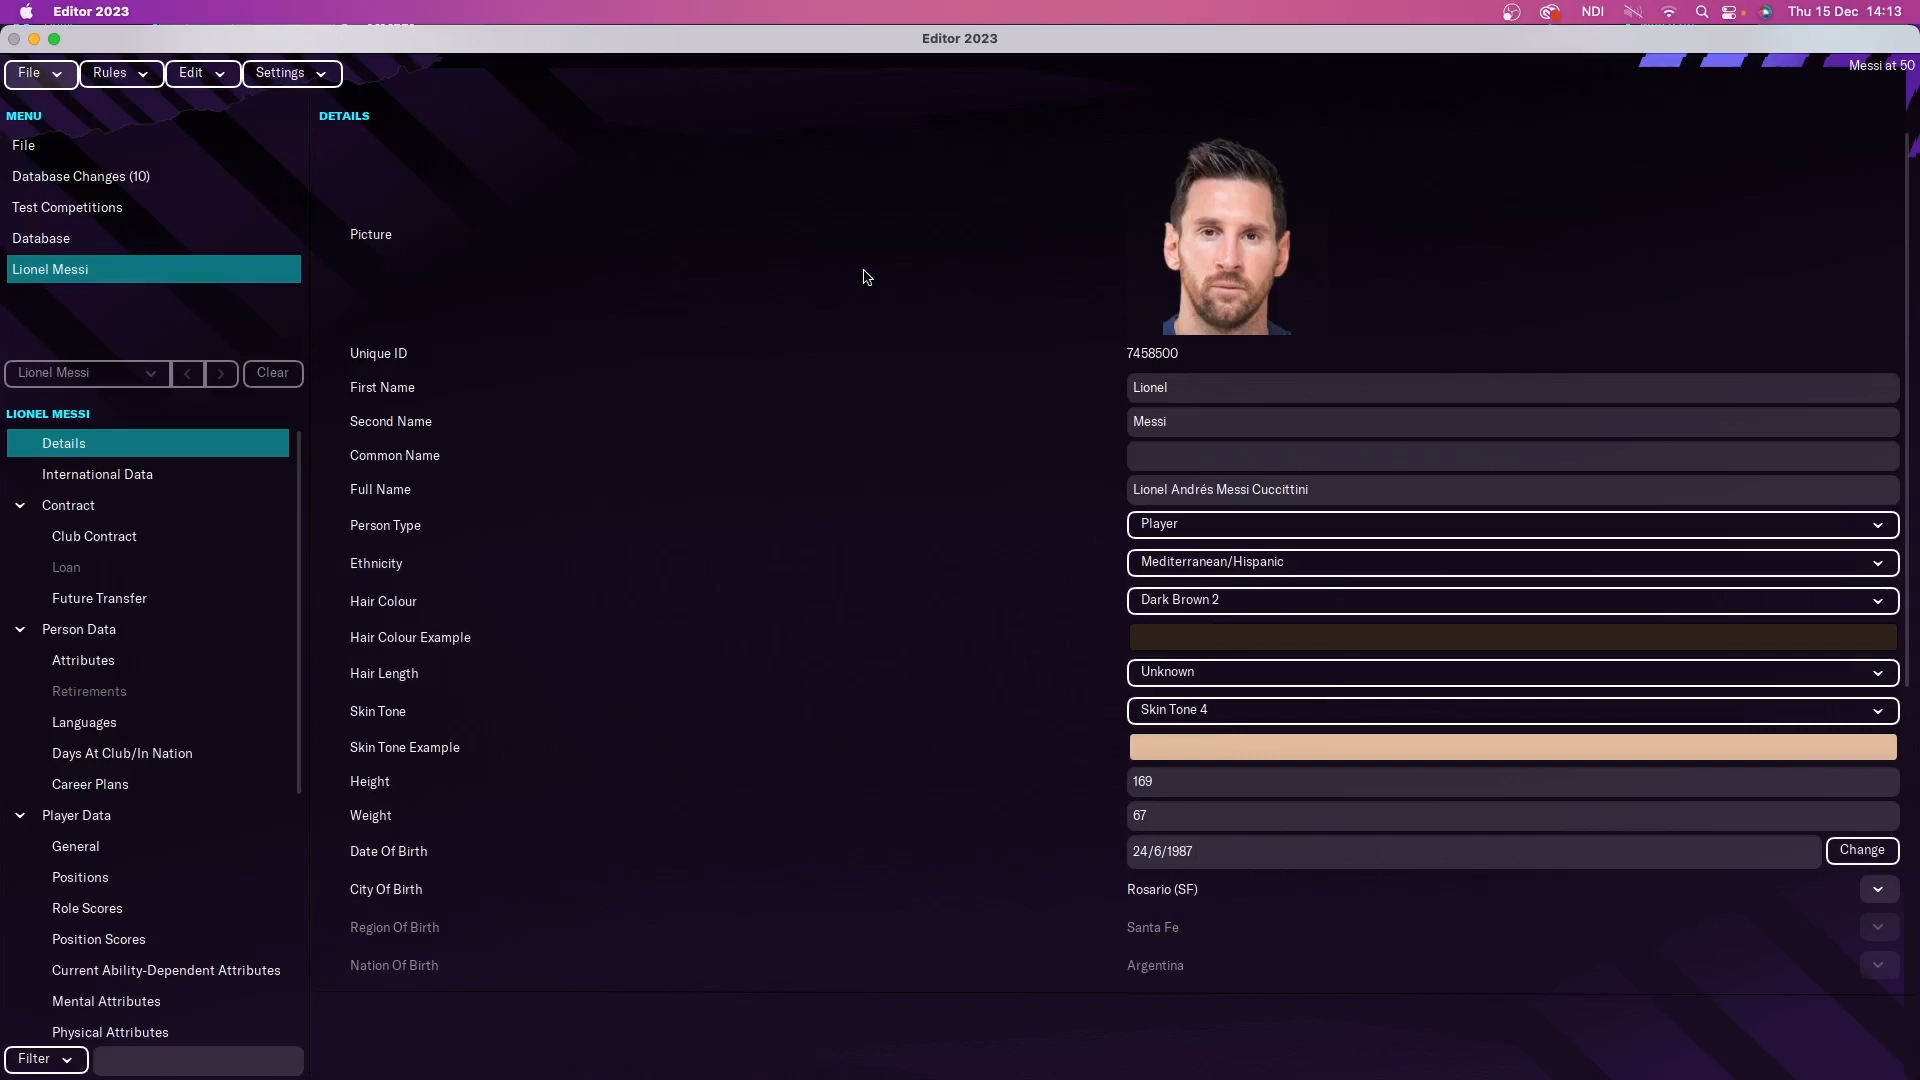 Editor 2023
NDI
Thu 15 Dec 14:13
Editor 2023
File
Rules
Edit
Settings
Messi at 50
MENU
File
Database Changes (10)
Test Competitions
Database
Lionel Messi
Lionel Messi
Clear
LIONEL MESSI
Details
International Data
Contract
Club Contract
Loan
Future Transfer
Person Data
Attributes
Retirements
Languages
Days At Club/In Nation
Career Plans
Player Data
General
Positions
Role Scores
Position Scores
Current Ability-Dependent Attributes
Mental Attributes
Physical Attributes
Filter
DETAILS
Picture
Unique ID 7458500
First Name Lionel
Second Name Messi
Common Name
Full Name Lionel Andrés Messi Cuccittini
Person Type Player
Ethnicity Mediterranean/Hispanic
Hair Colour Dark Brown 2
Hair Colour Example
Hair Length Unknown
Skin Tone Skin Tone 4
Skin Tone Example
Height 169
Weight 67
Date Of Birth 24/6/1987 Change
City Of Birth Rosario (SF)
Region Of Birth Santa Fe
Nation Of Birth Argentina